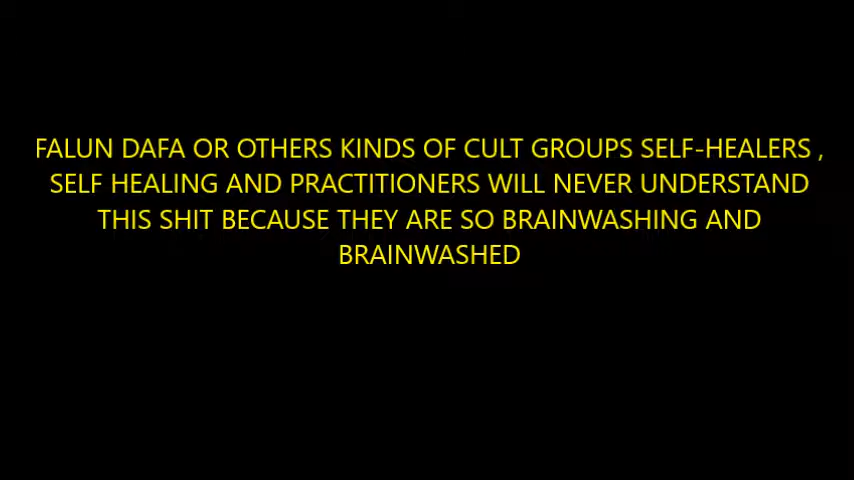 FALUN DAFA OR OTHERS KINDS OF CULT GROUPS SELF-HEALERS ,
SELF HEALING AND PRACTITIONERS WILL NEVER UNDERSTAND
THIS SHIT BECAUSE THEY ARE SO BRAINWASHING AND
BRAINWASHED